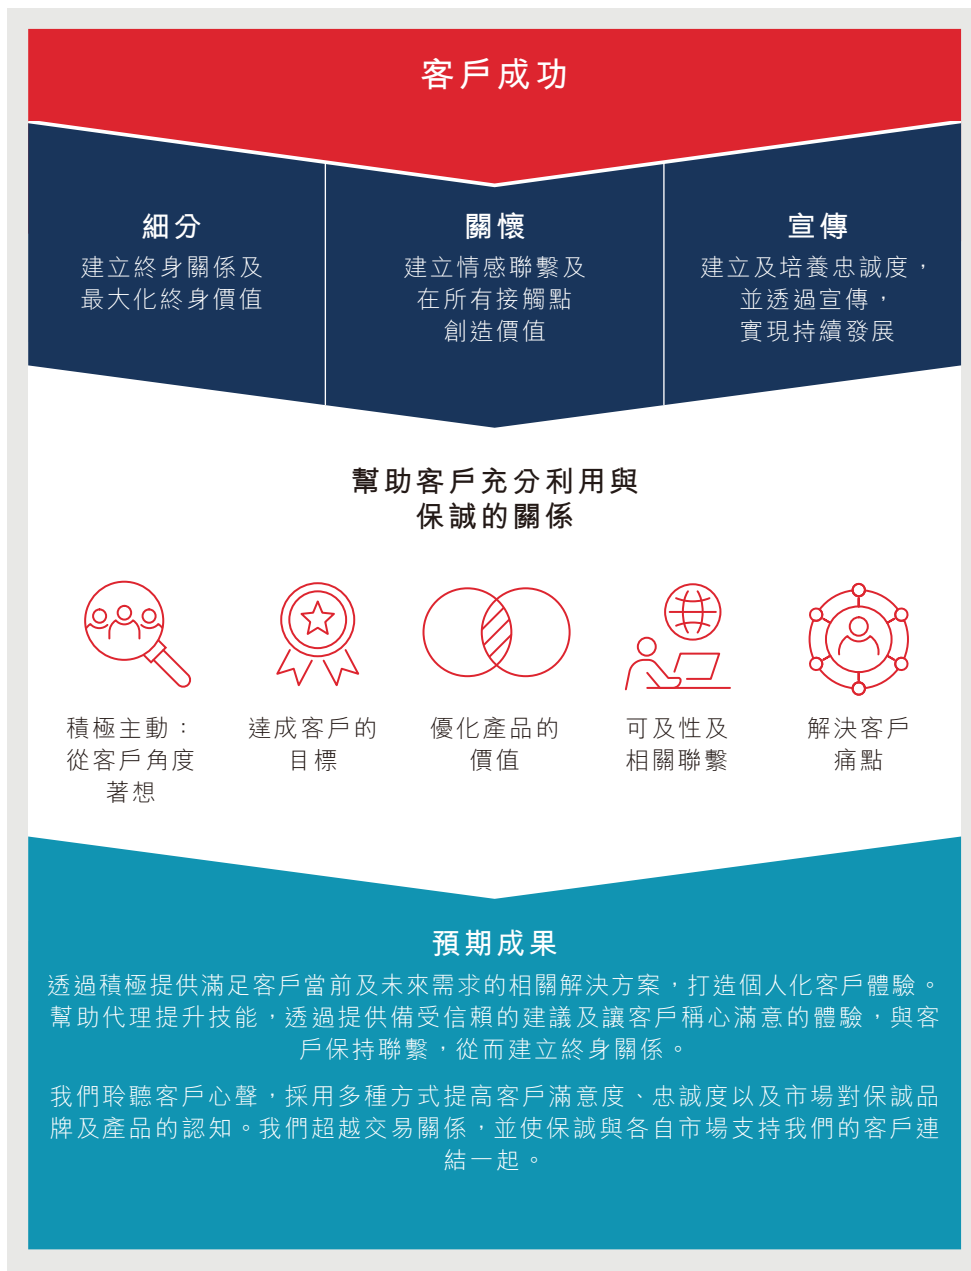 客戶成功
細分
建立終身關係及
最大化終身價值
關懷
建立情感聯繫及
在所有接觸點
創造價值
宣傳
建立及培養忠誠度，
並透過宣傳，
實現持續發展
幫助客戶充分利用與
保誠的關係
積極主動：
從客戶角度
著想
達成客戶的
目標
優化產品的
價值
可及性及
相關聯繫
解決客戶
痛點
預期成果
透過積極提供滿足客戶當前及未來需求的相關解決方案，打造個人化客戶體驗。
幫助代理提升技能，透過提供備受信賴的建議及讓客戶稱心滿意的體驗，與客
戶保持聯繫，從而建立終身關係。
我們聆聽客戶心聲，採用多種方式提高客戶滿意度、忠誠度以及市場對保誠品
牌及產品的認知。我們超越交易關係，並使保誠與各自市場支持我們的客戶連
結一起。